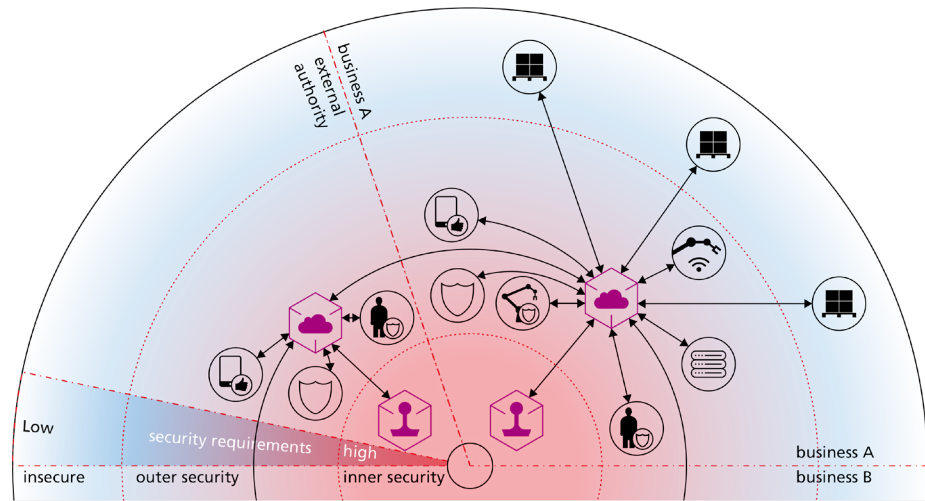 business A
external
authority
Low
security requirements
high
insecure
outer security
inner security
business A
business B